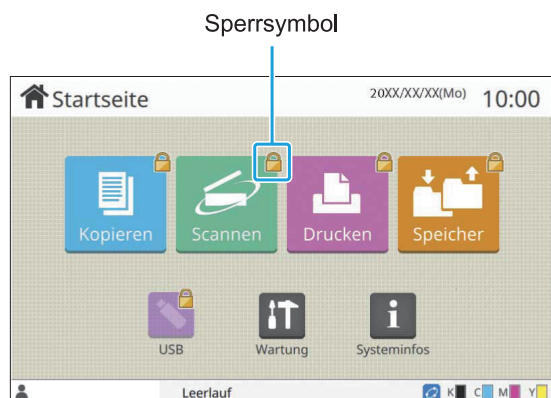 Sperrsymbol
Startseite 20XX/XX/XX(Mo) 10:00
Kopieren Scannen Drucken Speicher
USB Wartung Systeminfos
Leerlauf K C M Y